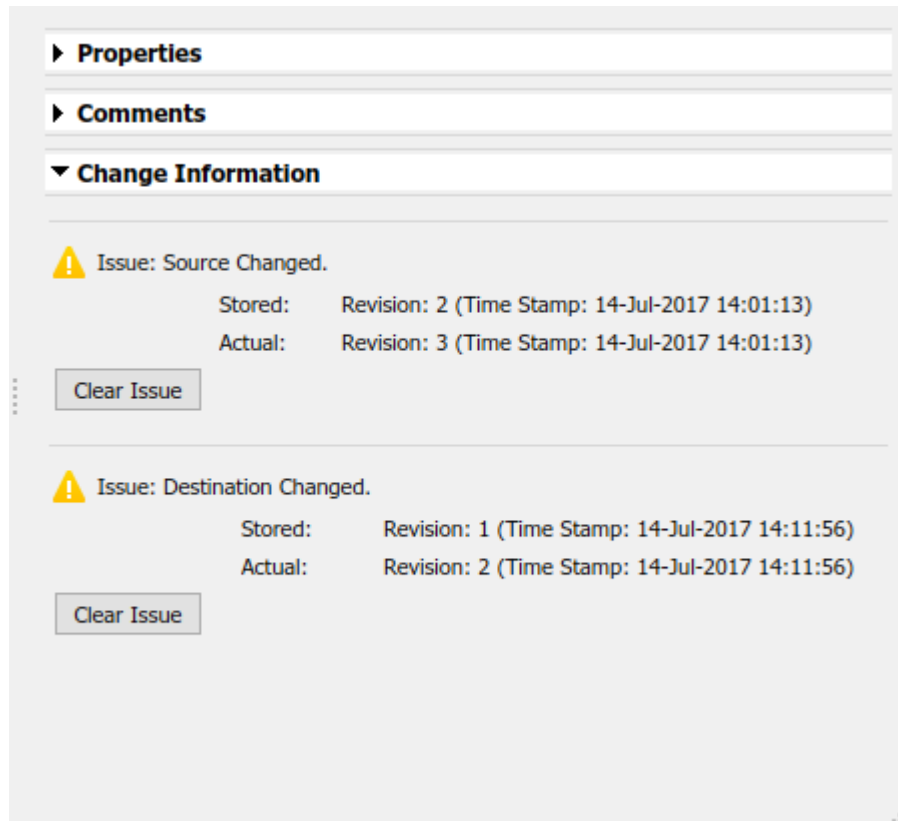 Properties
Comments
Change Information
Issue: Source Changed.
Stored: Revision: 2 (Time Stamp: 14-Jul-2017 14:01:13)
Actual: Revision: 3 (Time Stamp: 14-Jul-2017 14:01:13)
Clear Issue
Issue: Destination Changed.
Stored: Revision: 1 (Time Stamp: 14-Jul-2017 14:11:56)
Actual: Revision: 2 (Time Stamp: 14-Jul-2017 14:11:56)
Clear Issue